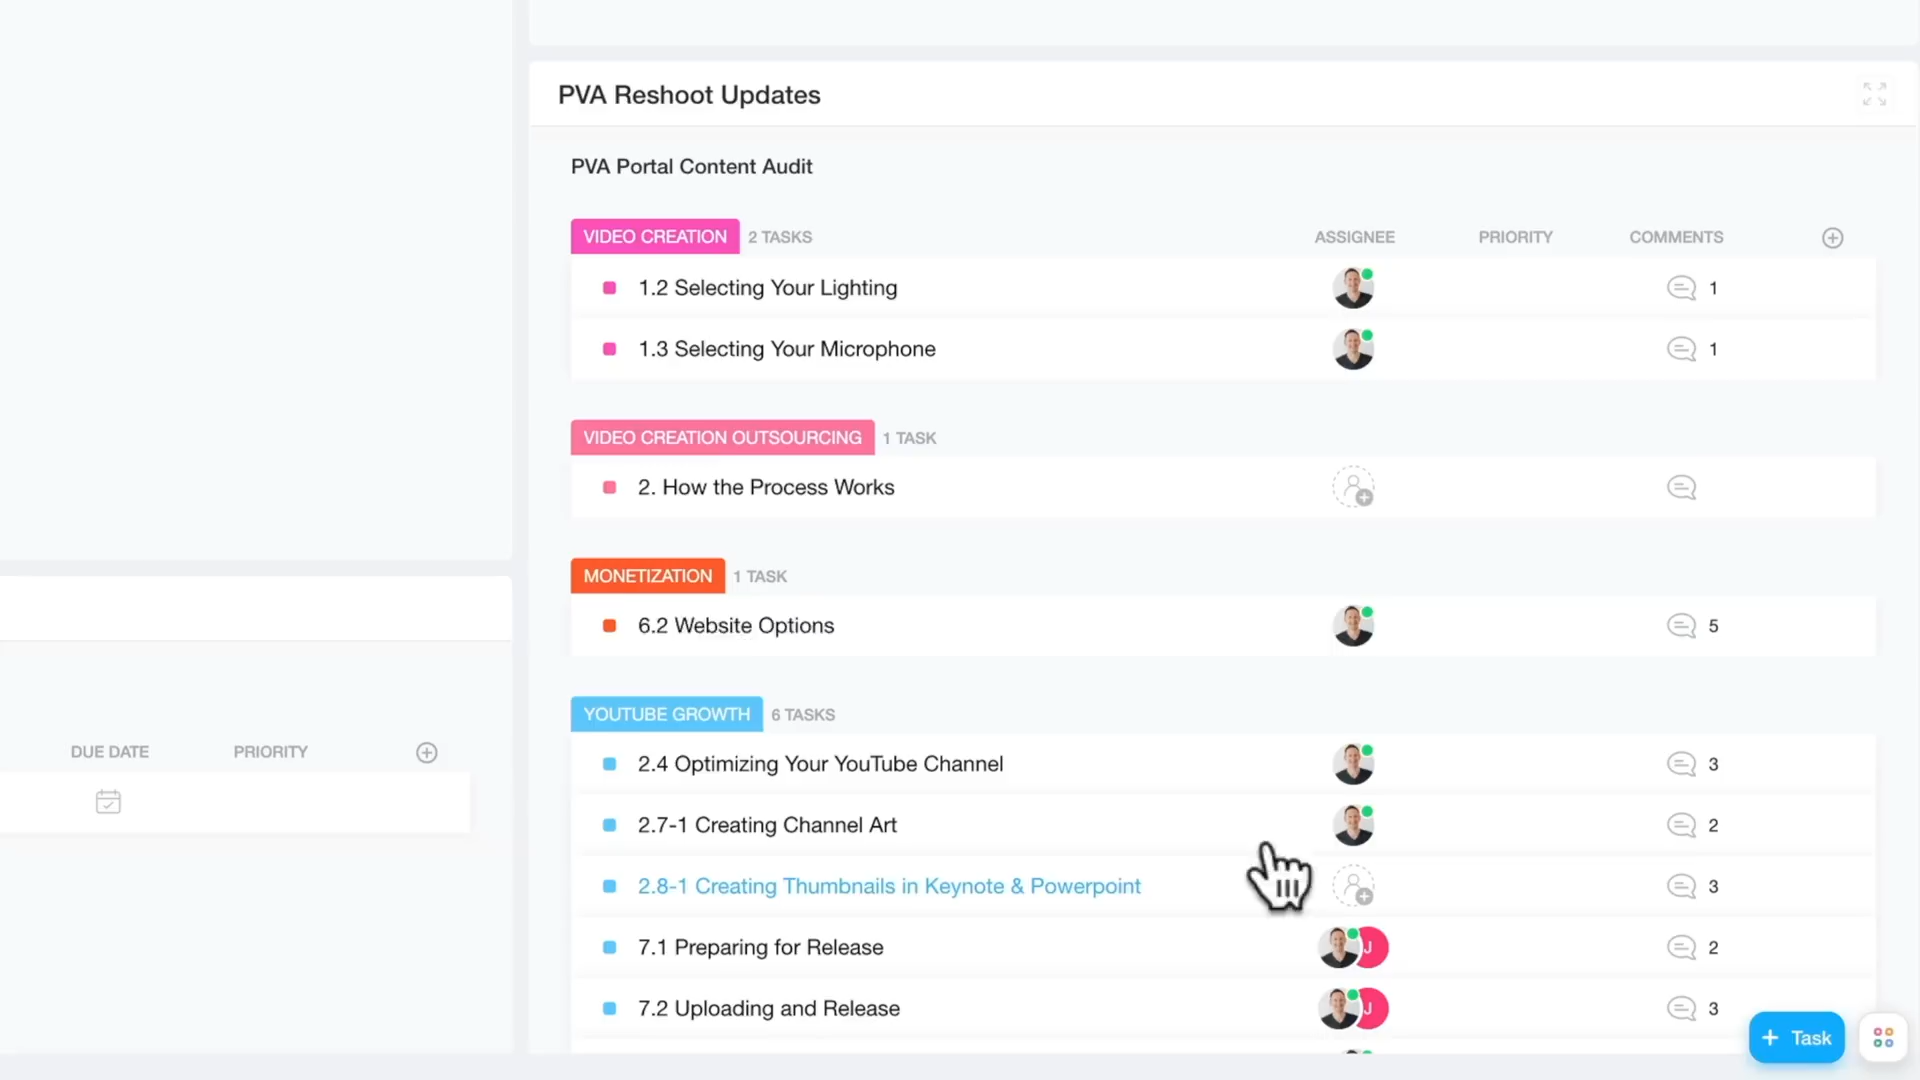 PVA Reshoot Updates
PVA Portal Content Audit
VIDEO CREATION 2 TASKS ASSIGNEE PRIORITY COMMENTS
1.2 Selecting Your Lighting 1
1.3 Selecting Your Microphone 1
VIDEO CREATION OUTSOURCING 1 TASK
2. How the Process Works
MONETIZATION 1 TASK
6.2 Website Options 5
YOUTUBE GROWTH 6 TASKS
2.4 Optimizing Your YouTube Channel 3
2.7-1 Creating Channel Art 2
2.8-1 Creating Thumbnails in Keynote & Powerpoint 3
7.1 Preparing for Release J 2
7.2 Uploading and Release J 3
DUE DATE PRIORITY
+ Task